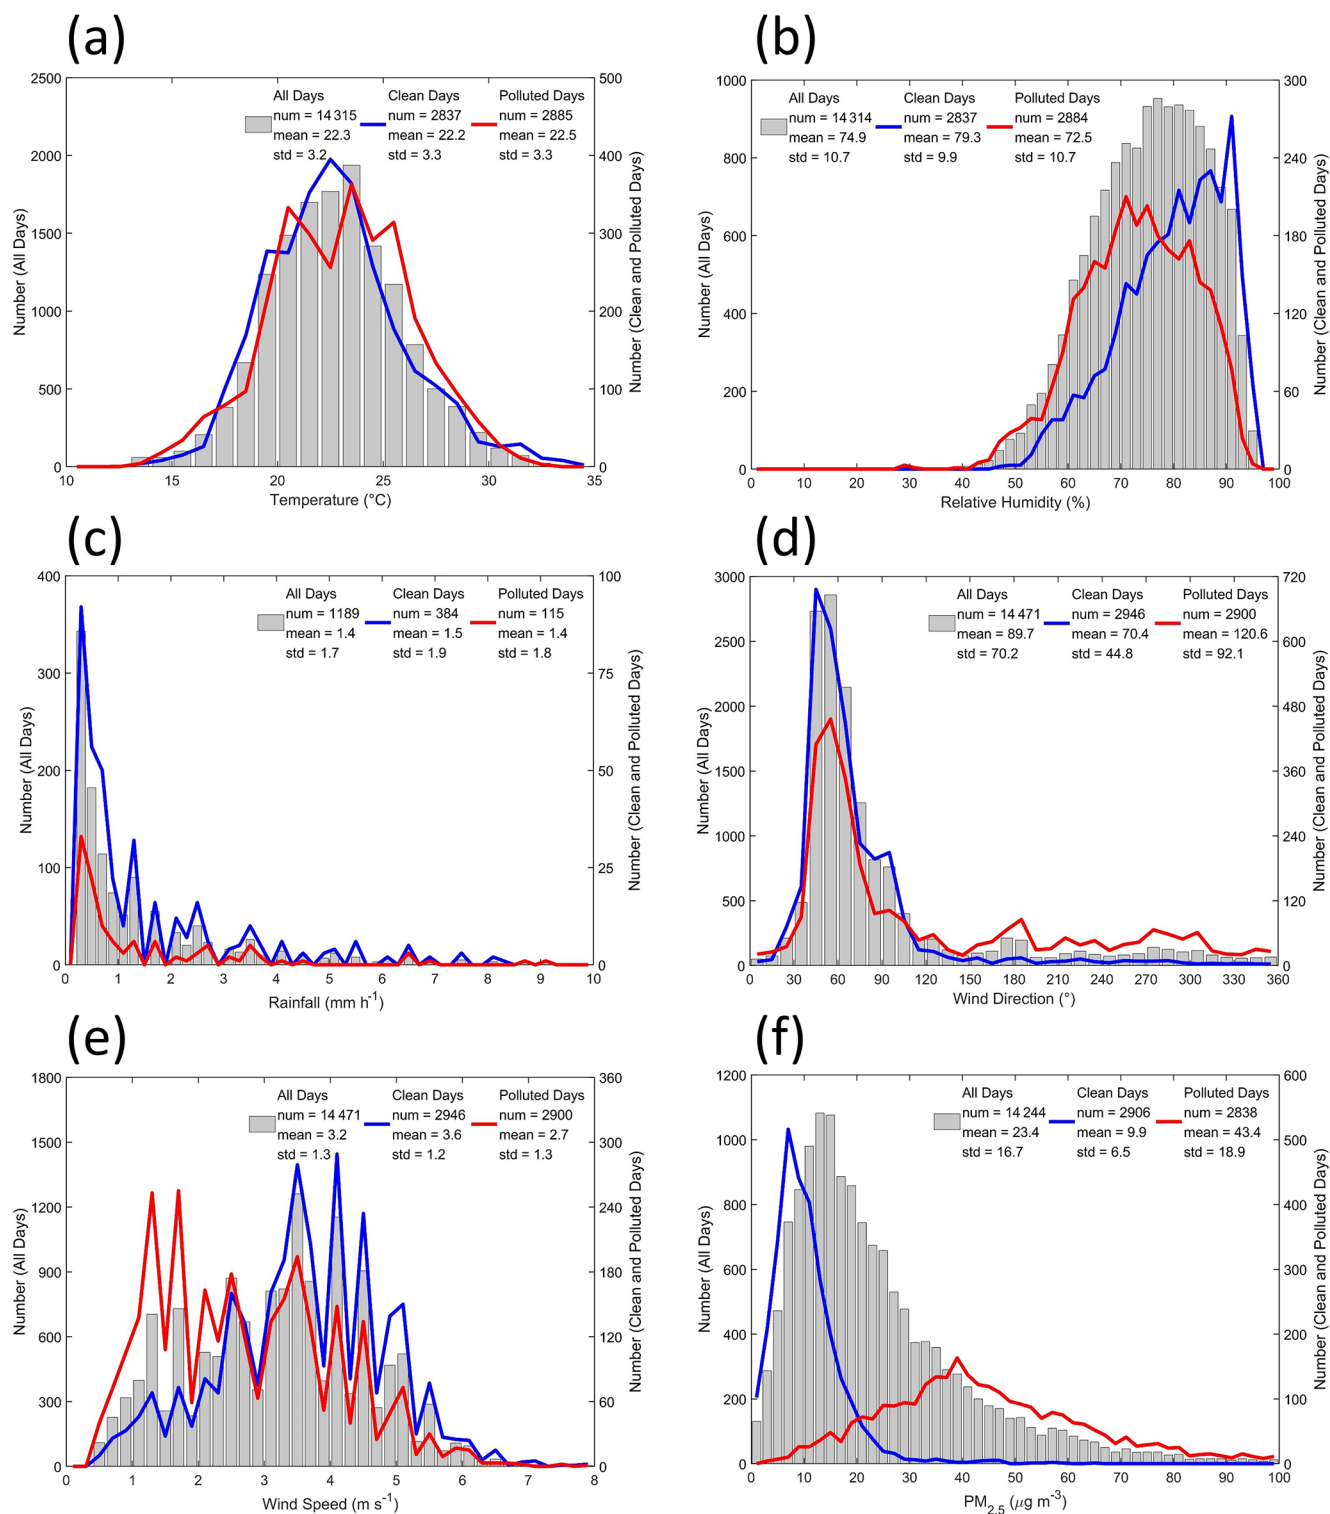 (a)
2500
2000
1500
1000
500
0
500
400
300
200
100
0
All Days Clean Days Polluted Days
num = 14 315 num = 2837 num = 2885
mean = 22.3 mean = 22.2 mean = 22.5
std = 3.2 std = 3.3 std = 3.3
Number (All Days)
Number (Clean and Polluted Days)
10 15 20 25 30 35
Temperature (°C)
(b)
1000
800
600
400
200
0
300
240
180
120
60
0
All Days Clean Days Polluted Days
num = 14 314 num = 2837 num = 2884
mean = 74.9 mean = 79.3 mean = 72.5
std = 10.7 std = 9.9 std = 10.7
Number (All Days)
Number (Clean and Polluted Days)
0 10 20 30 40 50 60 70 80 90 100
Relative Humidity (%)
(c)
400
300
200
100
0
100
75
50
25
0
All Days Clean Days Polluted Days
num = 1189 num = 384 num = 115
mean = 1.4 mean = 1.5 mean = 1.4
std = 1.7 std = 1.9 std = 1.8
Number (All Days)
Number (Clean and Polluted Days)
0 1 2 3 4 5 6 7 8 9 10
Rainfall (mm h-1)
(d)
3000
2500
2000
1500
1000
500
0
720
600
480
360
240
120
0
All Days Clean Days Polluted Days
num = 14 471 num = 2946 num = 2900
mean = 89.7 mean = 70.4 mean = 120.6
std = 70.2 std = 44.8 std = 92.1
Number (All Days)
Number (Clean and Polluted Days)
0 30 60 90 120 150 180 210 240 270 300 330 360
Wind Direction (°)
(e)
1800
1500
1200
900
600
300
0
360
300
240
180
120
60
0
All Days Clean Days Polluted Days
num = 14 471 num = 2946 num = 2900
mean = 3.2 mean = 3.6 mean = 2.7
std = 1.3 std = 1.2 std = 1.3
Number (All Days)
Number (Clean and Polluted Days)
0 1 2 3 4 5 6 7 8
Wind Speed (m s-1)
(f)
1200
1000
800
600
400
200
0
600
500
400
300
200
100
0
All Days Clean Days Polluted Days
num = 14 244 num = 2906 num = 2838
mean = 23.4 mean = 9.9 mean = 43.4
std = 16.7 std = 6.5 std = 18.9
Number (All Days)
Number (Clean and Polluted Days)
0 10 20 30 40 50 60 70 80 90 100
PM2.5 (μg m-3)